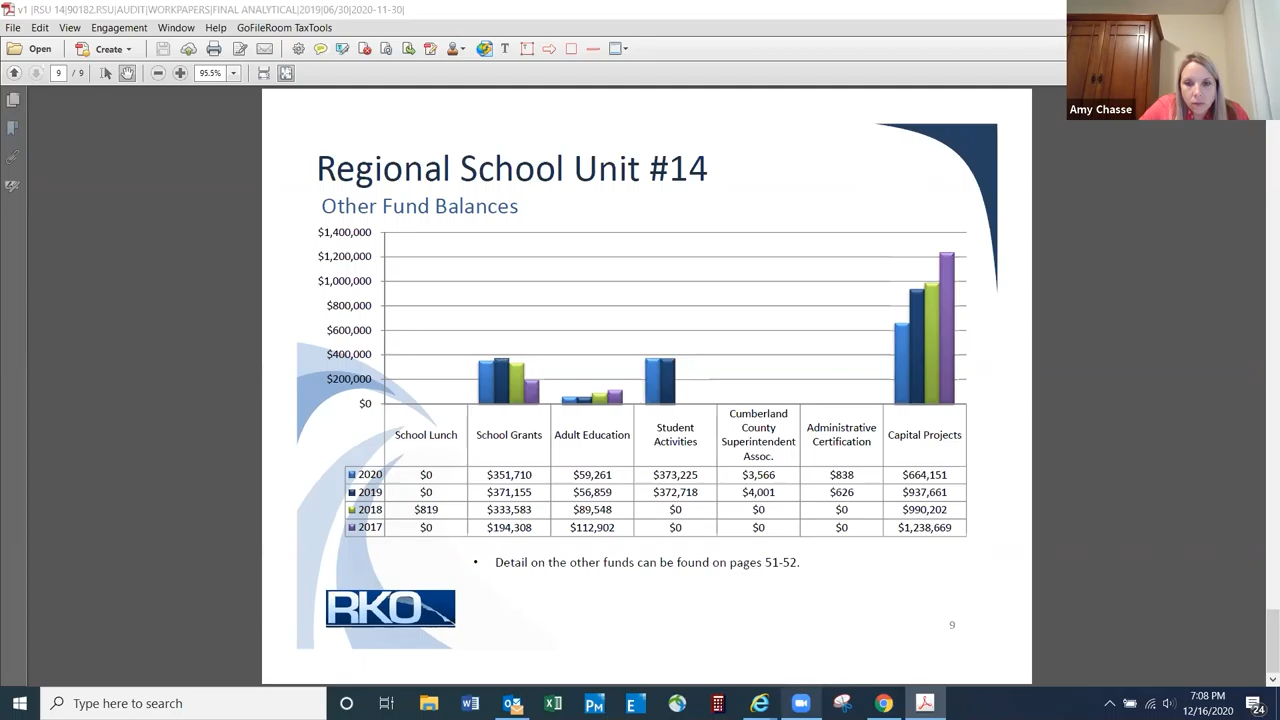 v1 |RSU 14|90182.RSU|AUDIT|WORKPAPERS|FINAL ANALYTICAL|2019|06/30|2020-11-30|
File Edit View Engagement Window Help GoFileRoom TaxTools
Open Create
9 / 9 95.5%
Amy Chasse
Regional School Unit #14
Other Fund Balances
$1,400,000
$1,200,000
$1,000,000
$800,000
$600,000
$400,000
$200,000
$0
School Lunch
School Grants
Adult Education
Student
Activities
Cumberland
County
Superintendent
Assoc.
Administrative
Certification
Capital Projects
2020 $0 $351,710 $59,261 $373,225 $3,566 $838 $664,151
2019 $0 $371,155 $56,859 $372,718 $4,001 $626 $937,661
2018 $819 $333,583 $89,548 $0 $0 $0 $990,202
2017 $0 $194,308 $112,902 $0 $0 $0 $1,238,669
• Detail on the other funds can be found on pages 51-52.
RKO
9
Type here to search
7:08 PM
12/16/2020
24